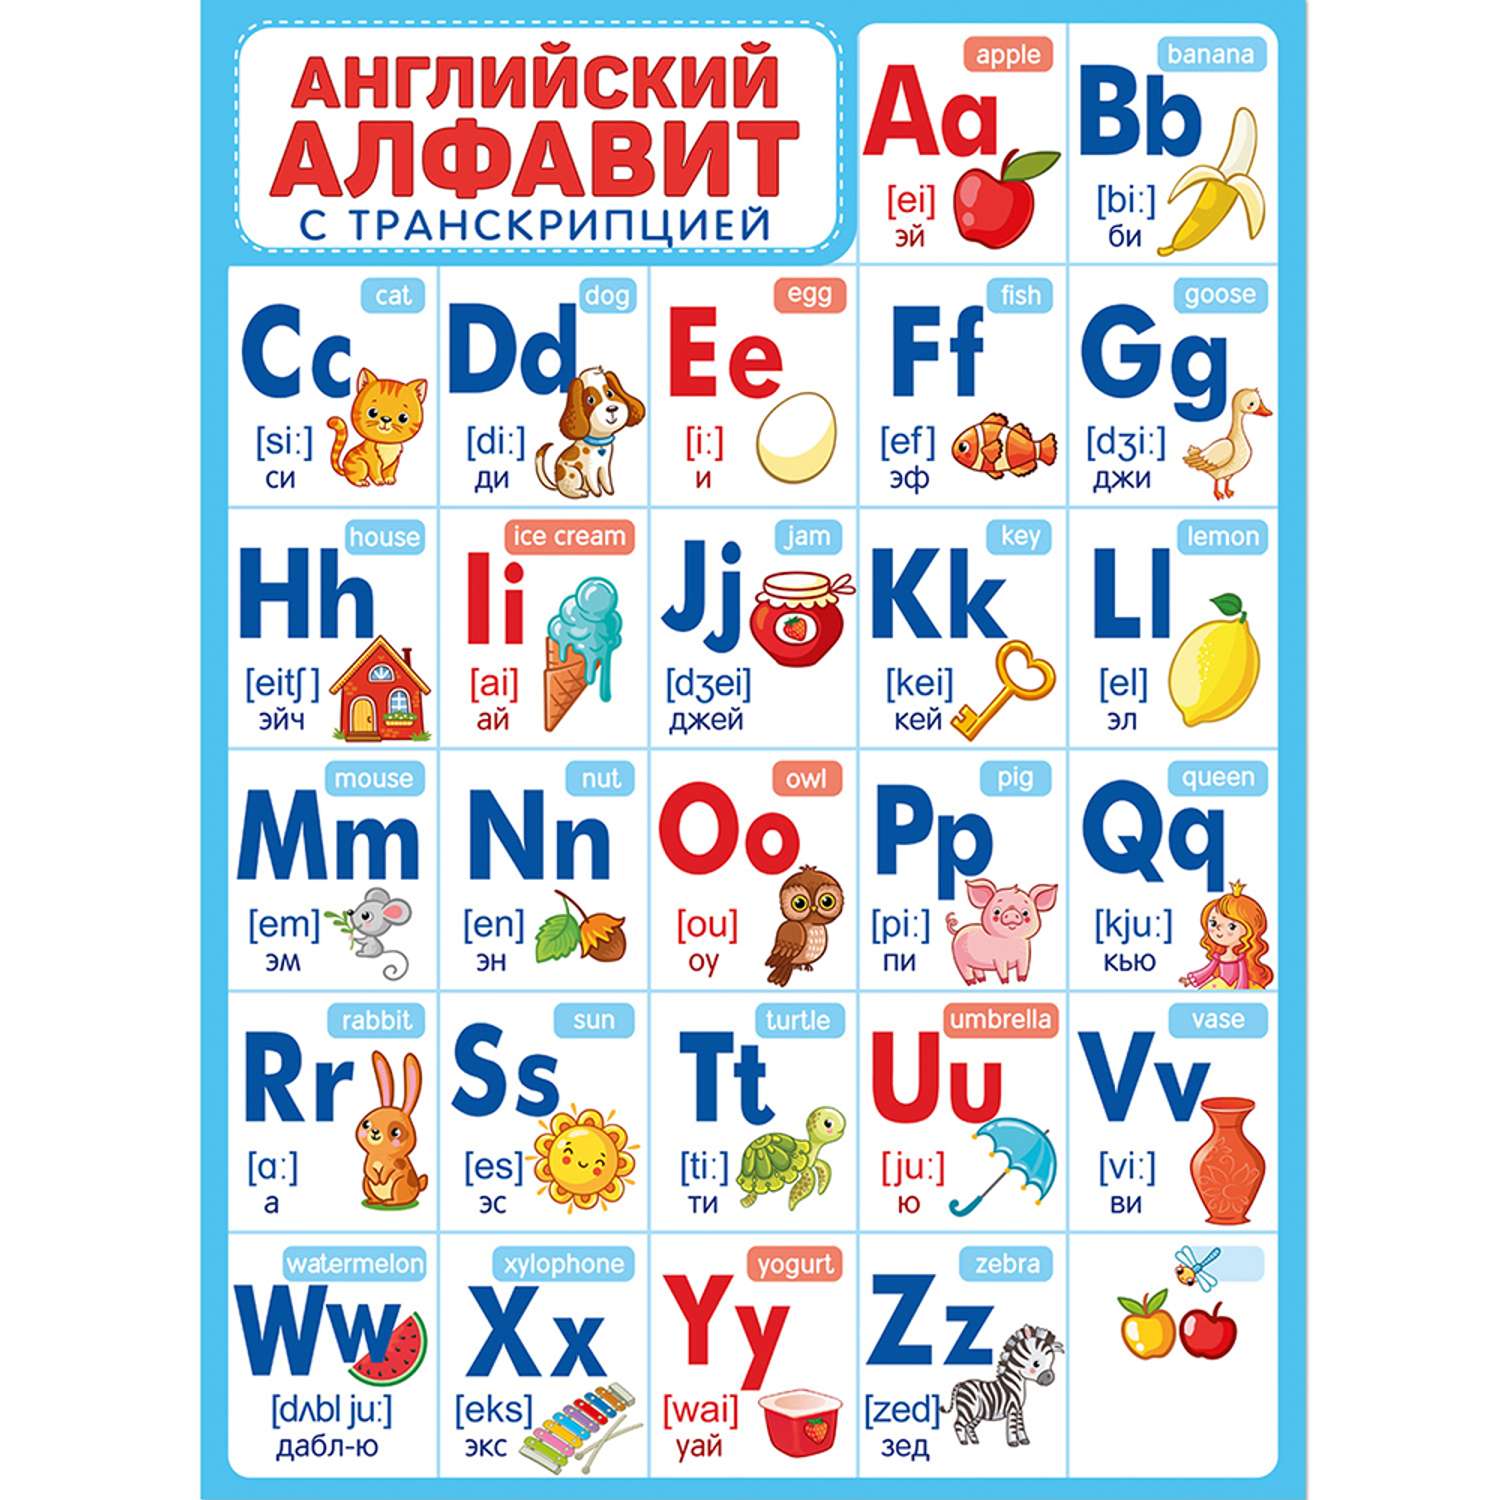 АНГЛИЙСКИЙ
АЛФАВИТ
С ТРАНСКРИПЦИЕЙ
apple
Aa
[ei]
эй
banana
Bb
[bi:]
би
cat
Cc
[si:]
си
dog
Dd
[di:]
ди
egg
Ee
[i:]
и
fish
Ff
[ef]
эф
goose
Gg
[dʒi:]
джи
house
Hh
[eitʃ]
эйч
ice cream
Ii
[ai]
ай
jam
Jj
[dʒei]
джей
key
Kk
[kei]
кей
lemon
Ll
[el]
эл
mouse
Mm
[em]
эм
nut
Nn
[en]
эн
owl
Oo
[ou]
оу
pig
Pp
[pi:]
пи
queen
Qq
[kju:]
кью
rabbit
Rr
[ɑ:]
а
sun
Ss
[es]
эс
turtle
Tt
[ti:]
ти
umbrella
Uu
[ju:]
ю
vase
Vv
[vi:]
ви
watermelon
Ww
[dʌbl ju:]
дабл-ю
xylophone
Xx
[eks]
экс
yogurt
Yy
[wai]
уай
zebra
Zz
[zed]
зед